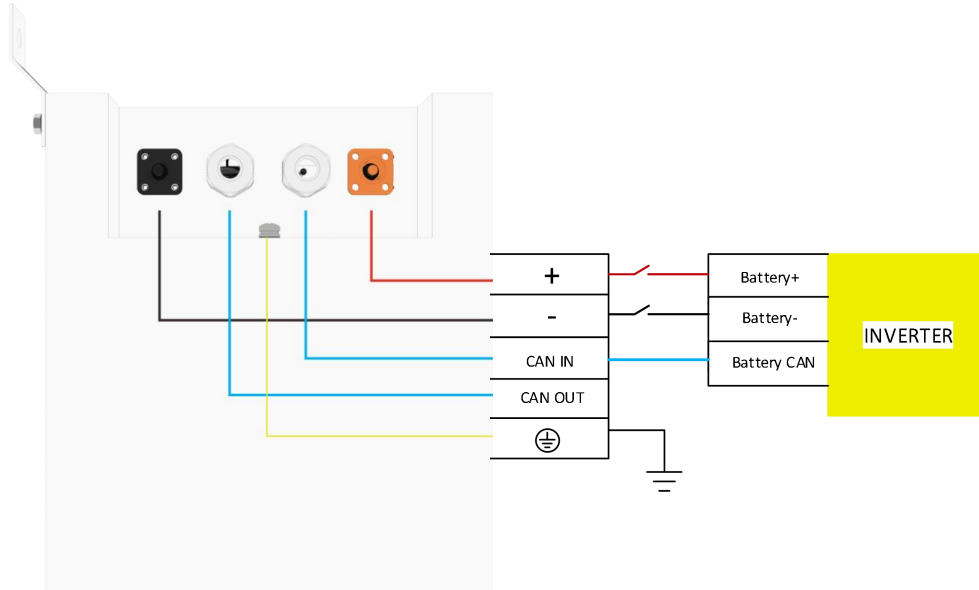 +
Battery+
-
Battery-
INVERTER
CAN IN
Battery CAN
CAN OUT